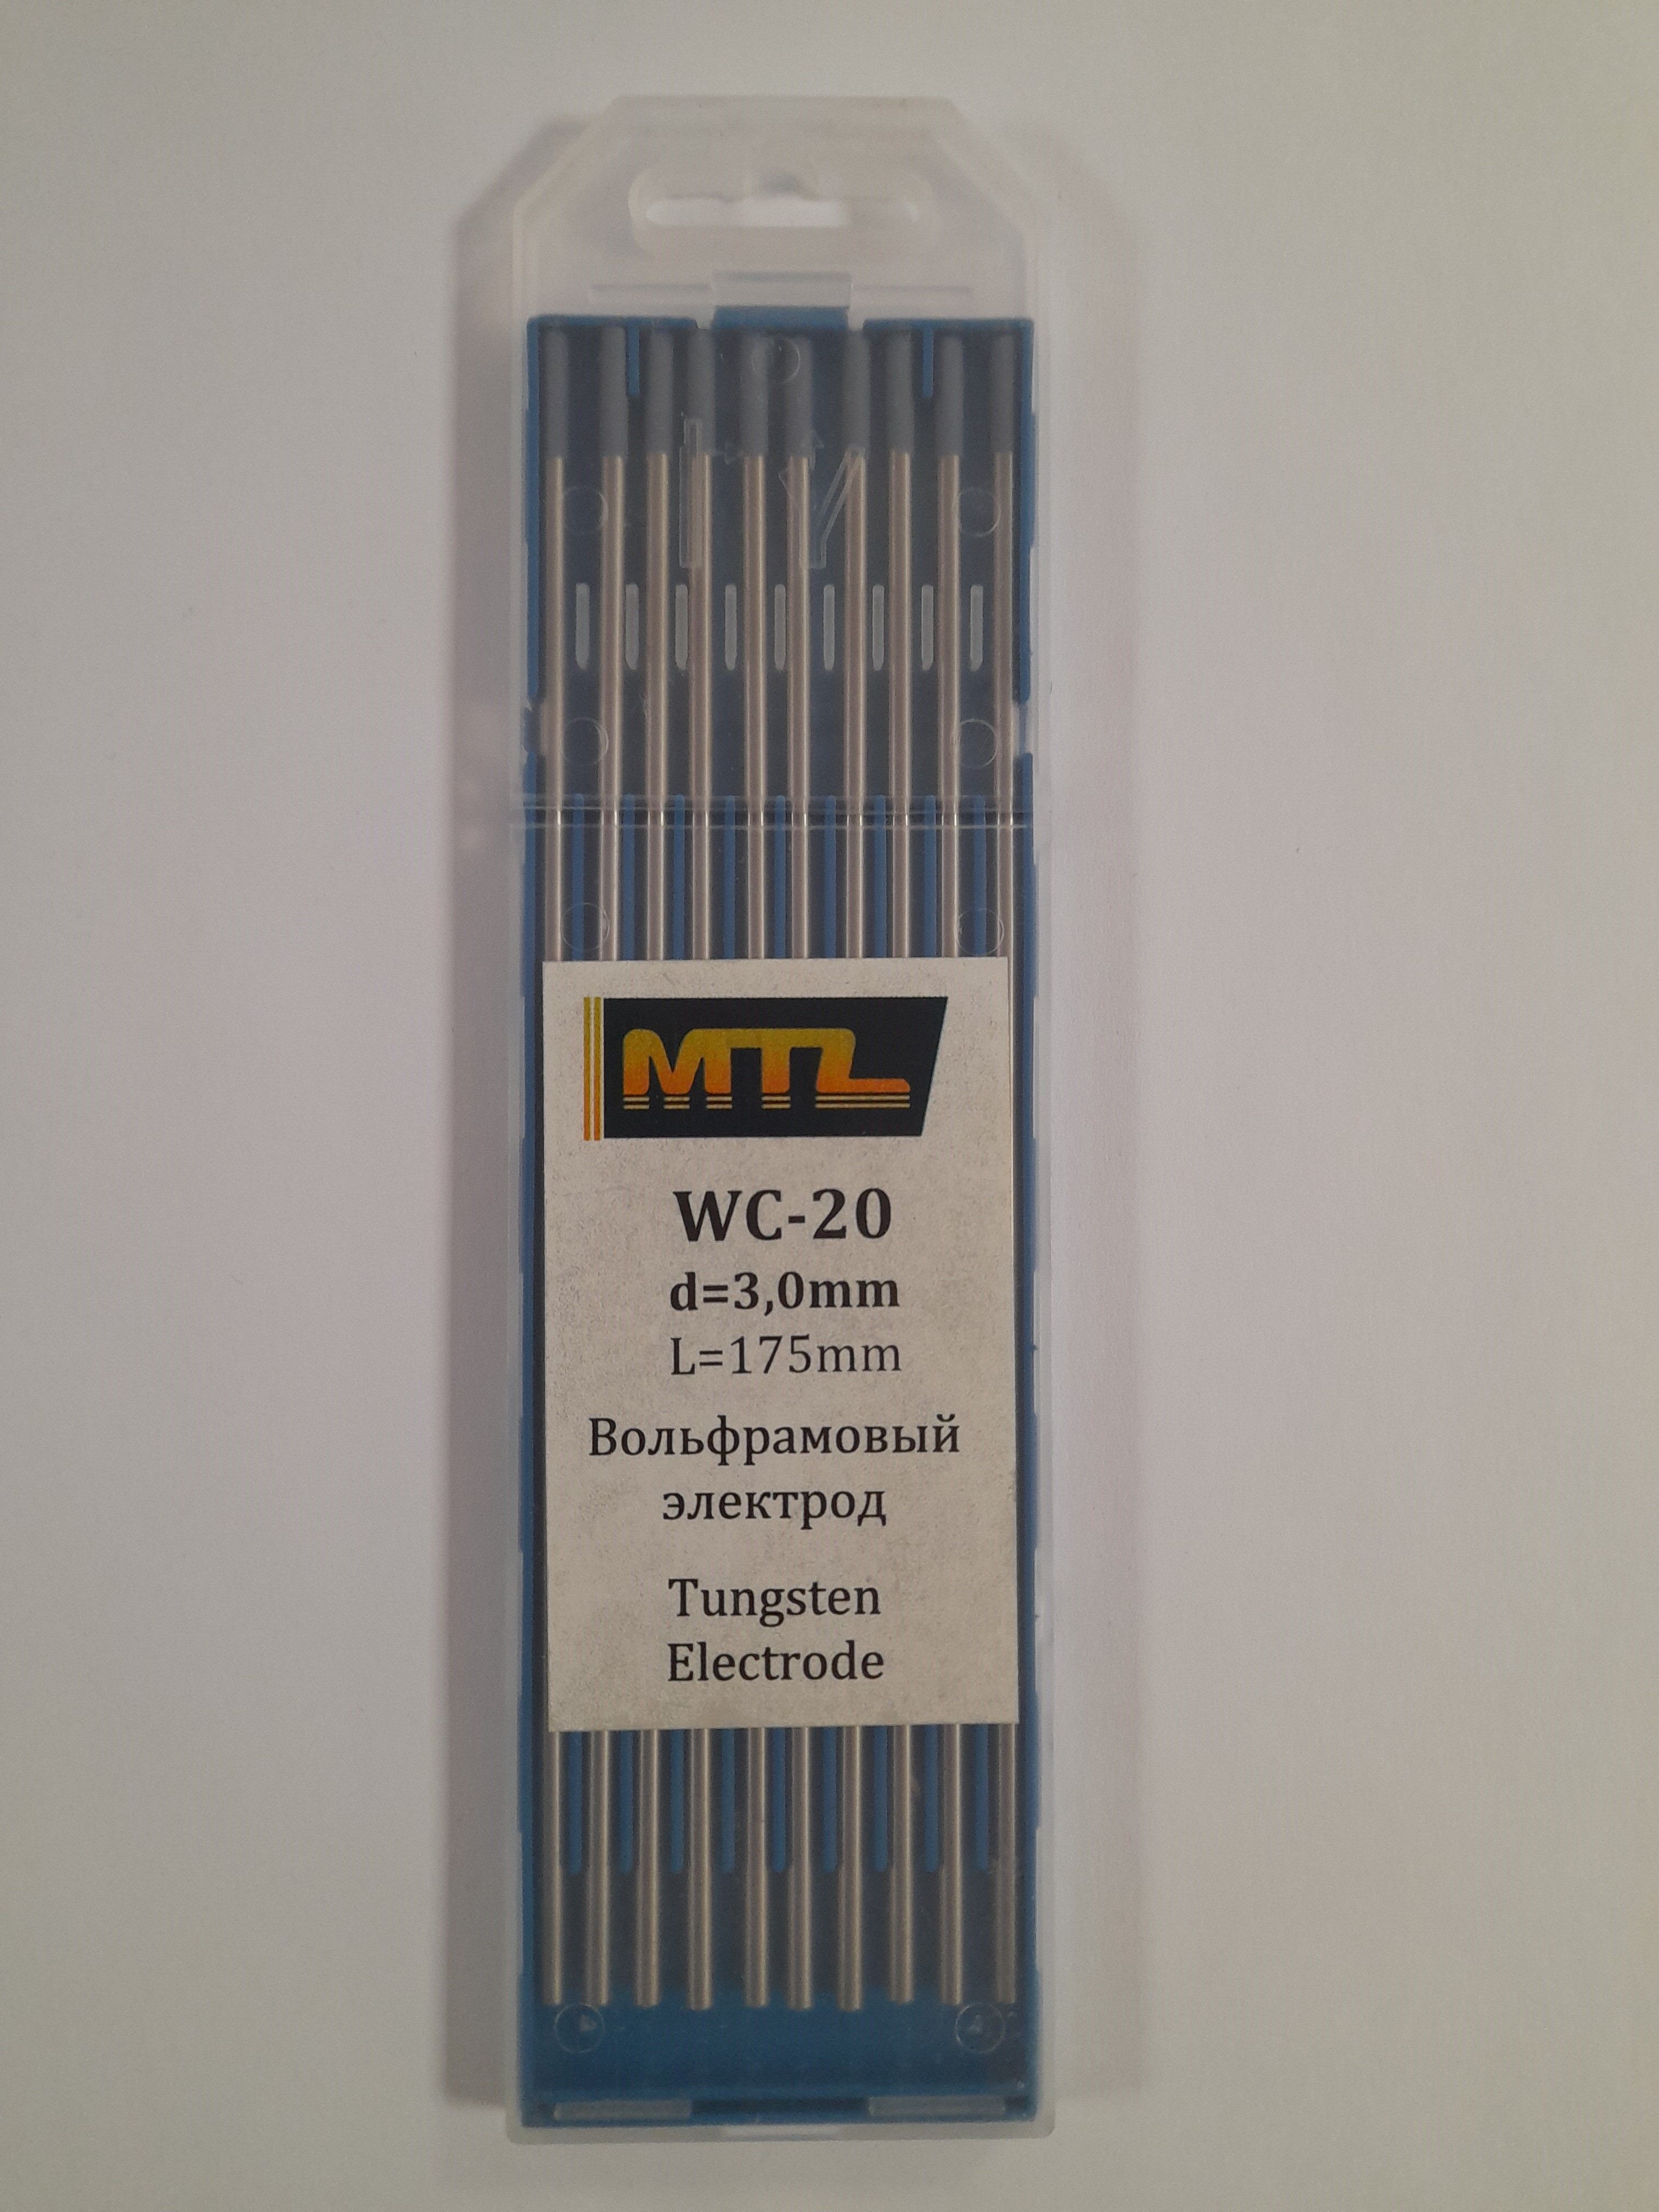 MTL
WC-20
d=3,0mm
L=175mm
Вольфрамовый
электрод
Tungsten
Electrode